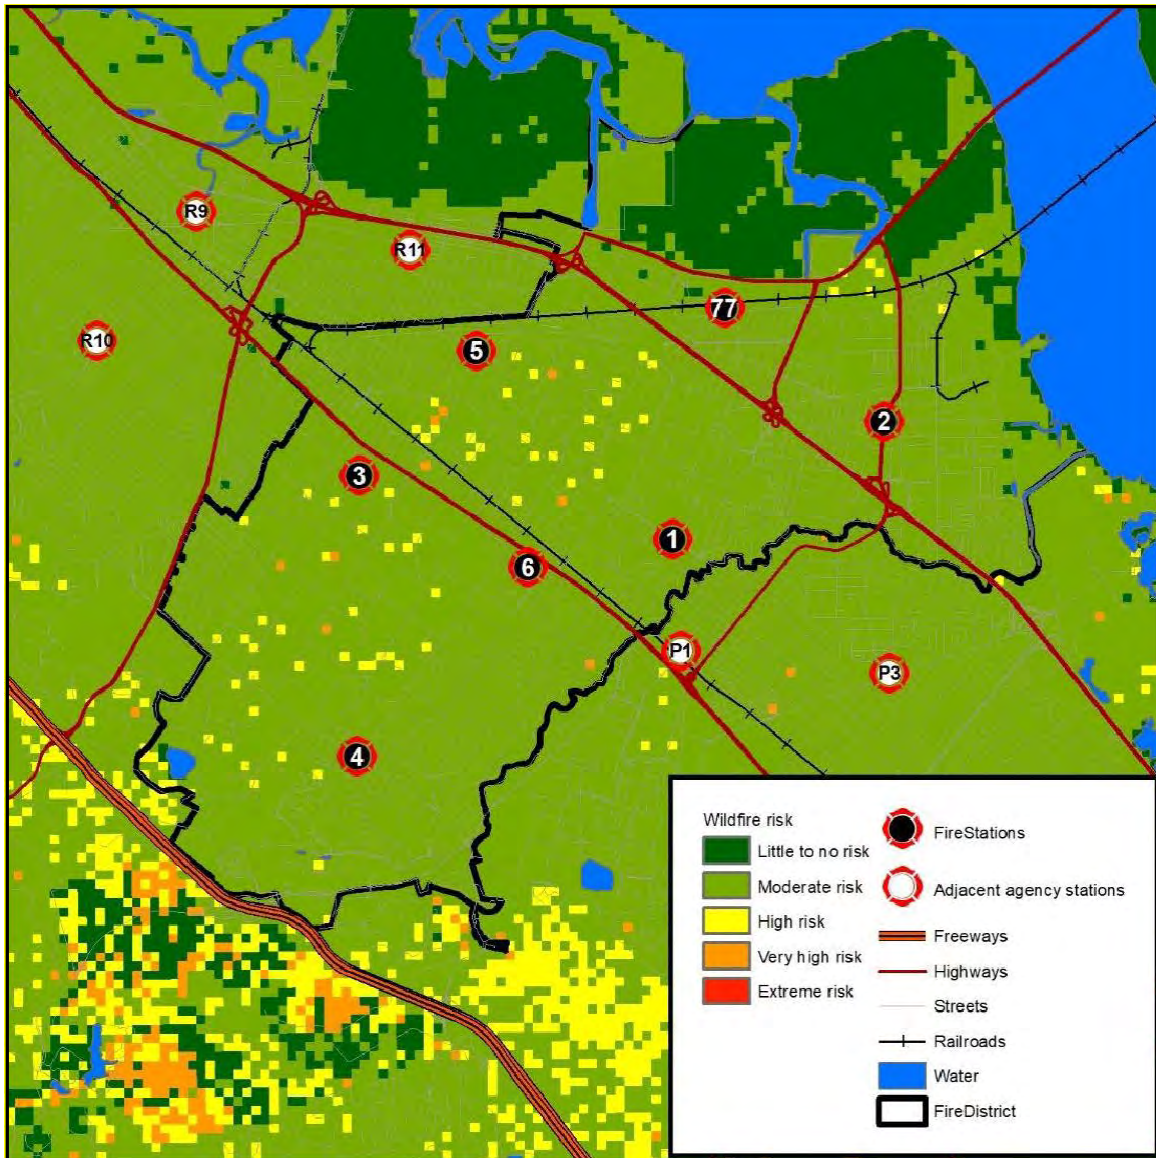 R9
R11
77
R10
5
2
3
1
6
P1
P3
4
Wildfire risk
Little to no risk
Moderate risk
High risk
Very high risk
Extreme risk
FireStations
Adjacent agency stations
Freeways
Highways
Streets
Railroads
Water
FireDistrict